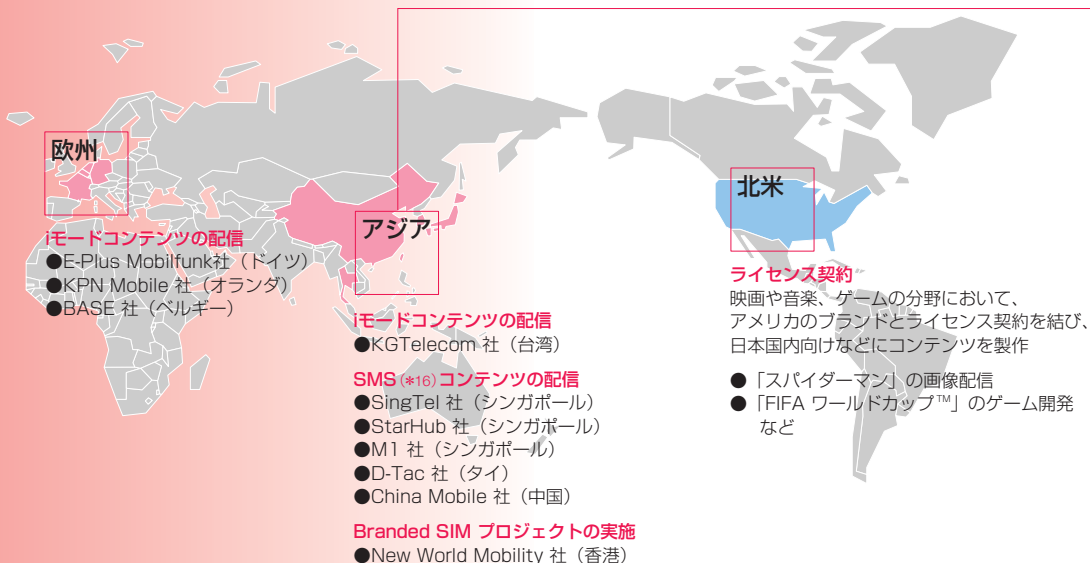 欧州
iモードコンテンツの配信
●E-Plus Mobilfunk社（ドイツ）
●KPN Mobile 社（オランダ）
●BASE 社（ベルギー）
アジア
iモードコンテンツの配信
●KGTelecom 社（台湾）
SMS（*16）コンテンツの配信
●SingTel 社（シンガポール）
●StarHub 社（シンガポール）
●M1 社（シンガポール）
●D-Tac 社（タイ）
●China Mobile 社（中国）
Branded SIM プロジェクトの実施
●New World Mobility 社（香港）
北米
ライセンス契約
映画や音楽、ゲームの分野において、
アメリカのブランドとライセンス契約を結び、
日本国内向けなどにコンテンツを製作
●「スパイダーマン」の画像配信
●「FIFA ワールドカップ™」のゲーム開発
など